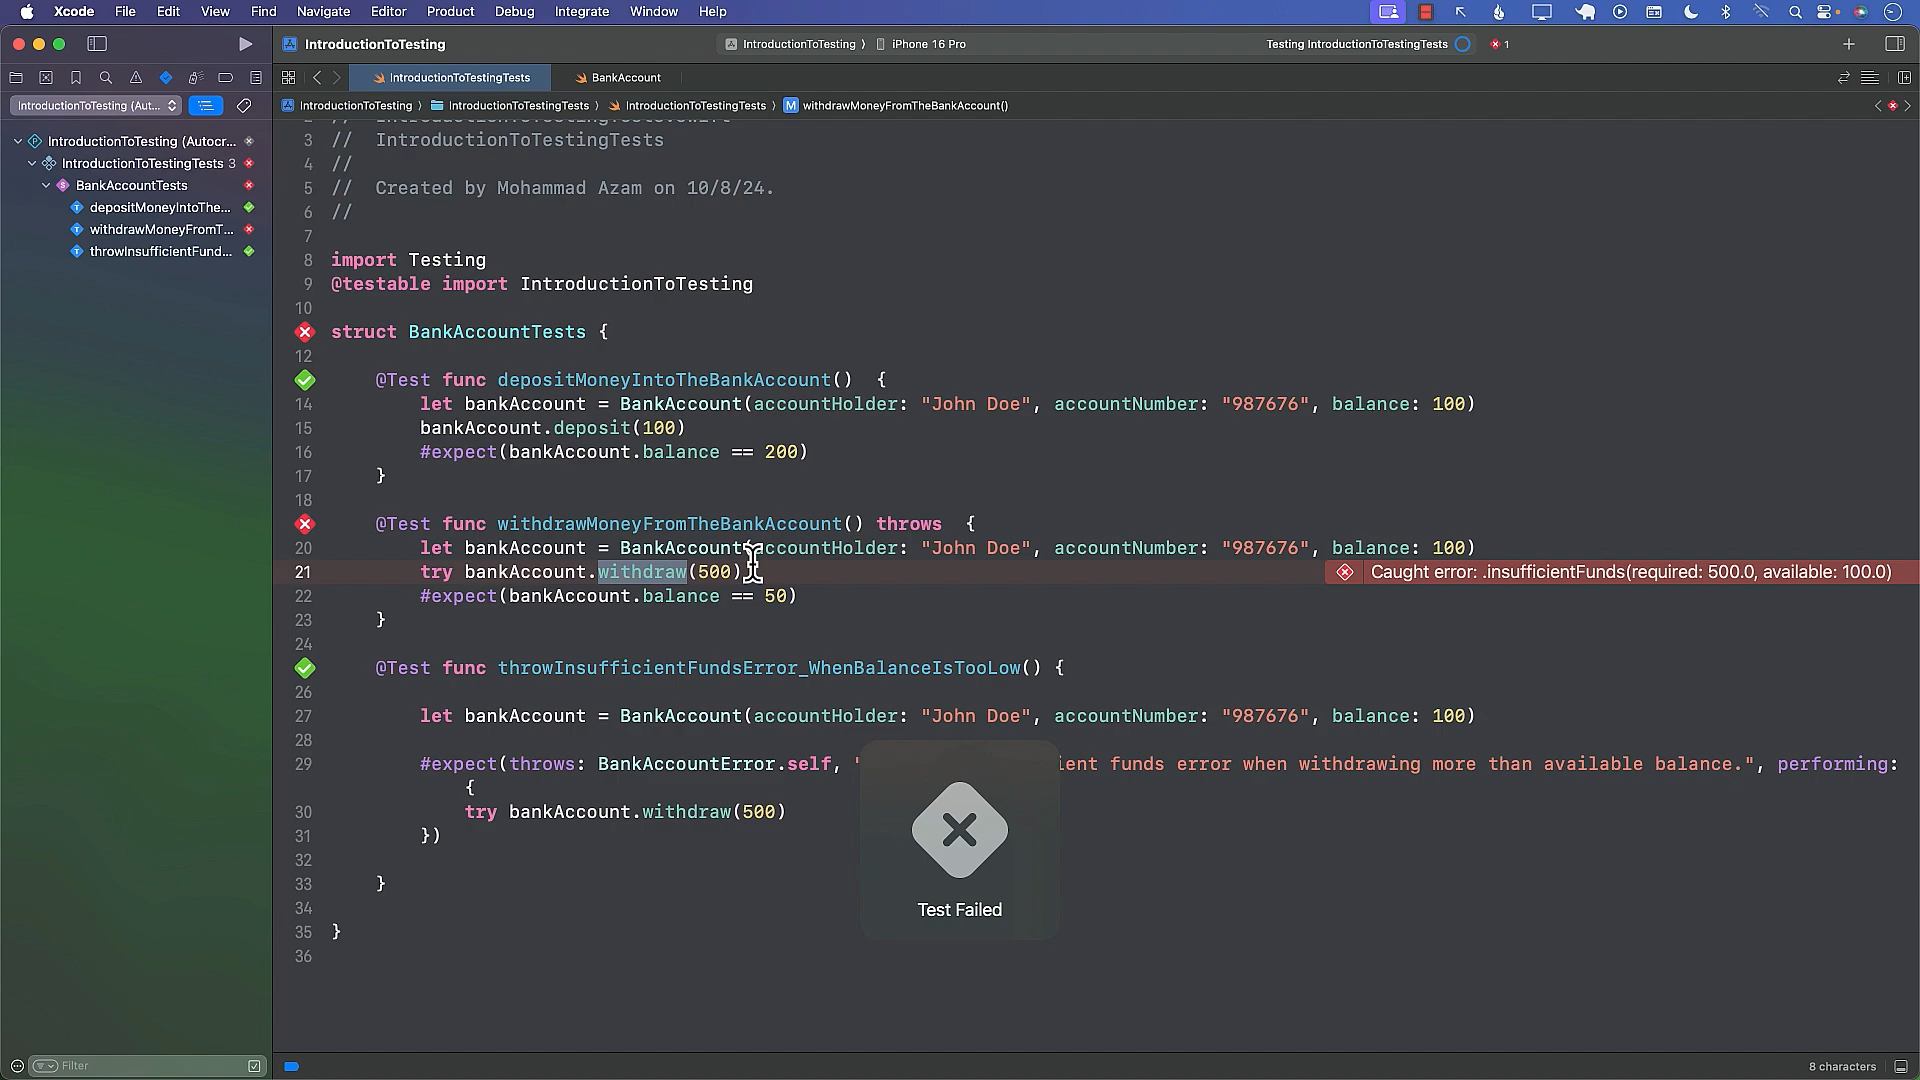 Xcode File Edit View Find Navigate Editor Product Debug Integrate Window Help
IntroductionToTesting
IntroductionToTesting
iPhone 16 Pro
Testing IntroductionToTestingTests
1
IntroductionToTestingTests
BankAccount
IntroductionToTesting (Aut...
IntroductionToTesting
IntroductionToTestingTests
IntroductionToTestingTests
M
withdrawMoneyFromTheBankAccount()
IntroductionToTesting (Autocr...
IntroductionToTestingTests 3
BankAccountTests
depositMoneyIntoThe...
withdrawMoneyFromT...
throwInsufficientFund...
2 // IntroductionToTestingTests.swift
3 // IntroductionToTestingTests
4 //
5 // Created by Mohammad Azam on 10/8/24.
6 //
7
8 import Testing
9 @testable import IntroductionToTesting
10
struct BankAccountTests {
12
@Test func depositMoneyIntoTheBankAccount()  {
14 let bankAccount = BankAccount(accountHolder: "John Doe", accountNumber: "987676", balance: 100)
15 bankAccount.deposit(100)
16 #expect(bankAccount.balance == 200)
17 }
18
@Test func withdrawMoneyFromTheBankAccount() throws  {
20 let bankAccount = BankAccount(accountHolder: "John Doe", accountNumber: "987676", balance: 100)
21 try bankAccount.withdraw(500) Caught error: .insufficientFunds(required: 500.0, available: 100.0)
22 #expect(bankAccount.balance == 50)
23 }
24
@Test func throwInsufficientFundsError_WhenBalanceIsTooLow() {
26
27 let bankAccount = BankAccount(accountHolder: "John Doe", accountNumber: "987676", balance: 100)
28
29 #expect(throws: BankAccountError.self, " funds error when withdrawing more than available balance.", performing:
{
30 try bankAccount.withdraw(500)
31 })
32
33 }
34
35 }
36
Test Failed
Filter
8 characters